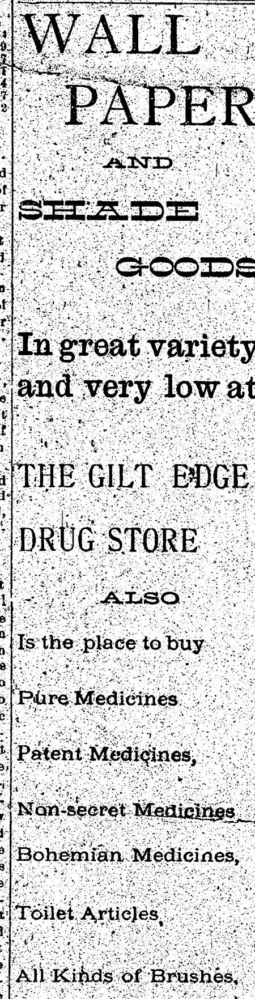 WALL
PAPER
AND
SHADE
GOODS
In great variety
and very low at
THE GILT EDGE
DRUG STORE
ALSO
Is the place to buy
Pure Medicines
Patent Medicines,
Non-secret Medicines
Bohemian Medicines,
Toilet Articles,
All Kinds of Brushes,